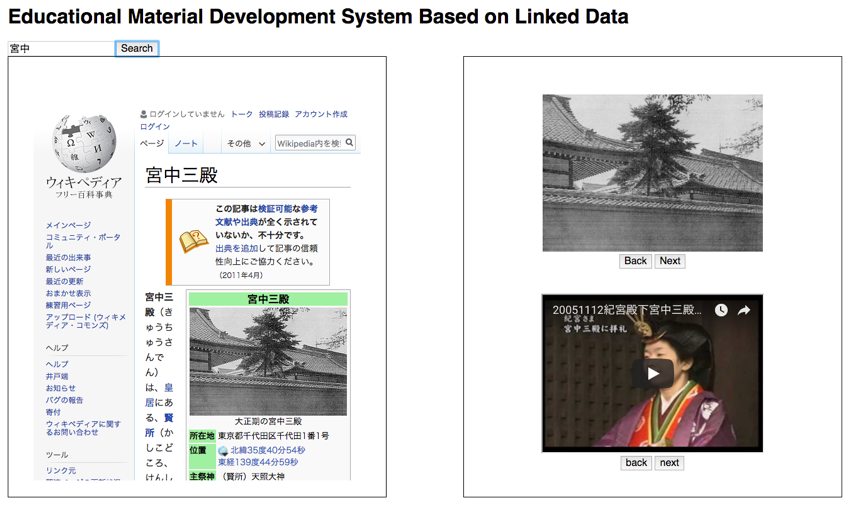 Educational Material Development System Based on Linked Data
宮中 Search
ログインしていません トーク 投稿記録 アカウント作成
ログイン
ページ ノート その他 Wikipedia内を検
ウィキペディア
フリー百科事典
メインページ
コミュニティ・ポータ
ル
最近の出来事
新しいページ
最近の更新
おまかせ表示
練習用ページ
アップロード (ウィキメ
ディア・コモンズ)
ヘルプ
ヘルプ
井戸端
お知らせ
バグの報告
寄付
ウィキペディアに関す
るお問い合わせ
ツール
リンク元
宮中三殿
この記事は検証可能な参考
文献や出典が全く示されて
いないか、不十分です。
出典を追加して記事の信頼
性向上にご協力ください。
（2011年4月）
宮中三
殿（き
ゅうち
ゅうさ
んでん）
は、皇
居にあ
る、賢
所（か
しこど
ころ、
けんし
宮中三殿
大正期の宮中三殿
所在地 東京都千代田区千代田1番1号
位置 北緯35度40分54秒
東経139度44分59秒
主祭神 （賢所）天照大神
Back Next
20051112紀宮殿下宮中三殿...
紀宮さま
宮中三殿に拝礼
back next